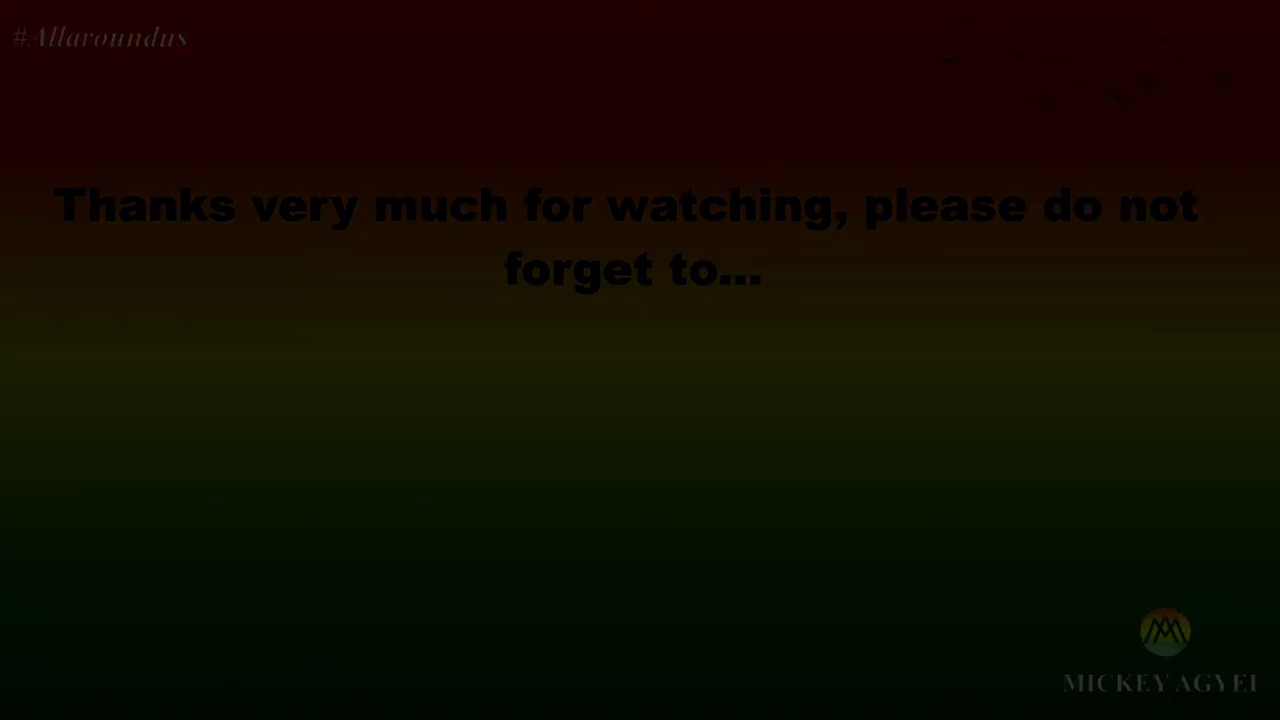 #Allaroundus
Thanks very much for watching, please do not
forget to...
MICKEY AGYEI